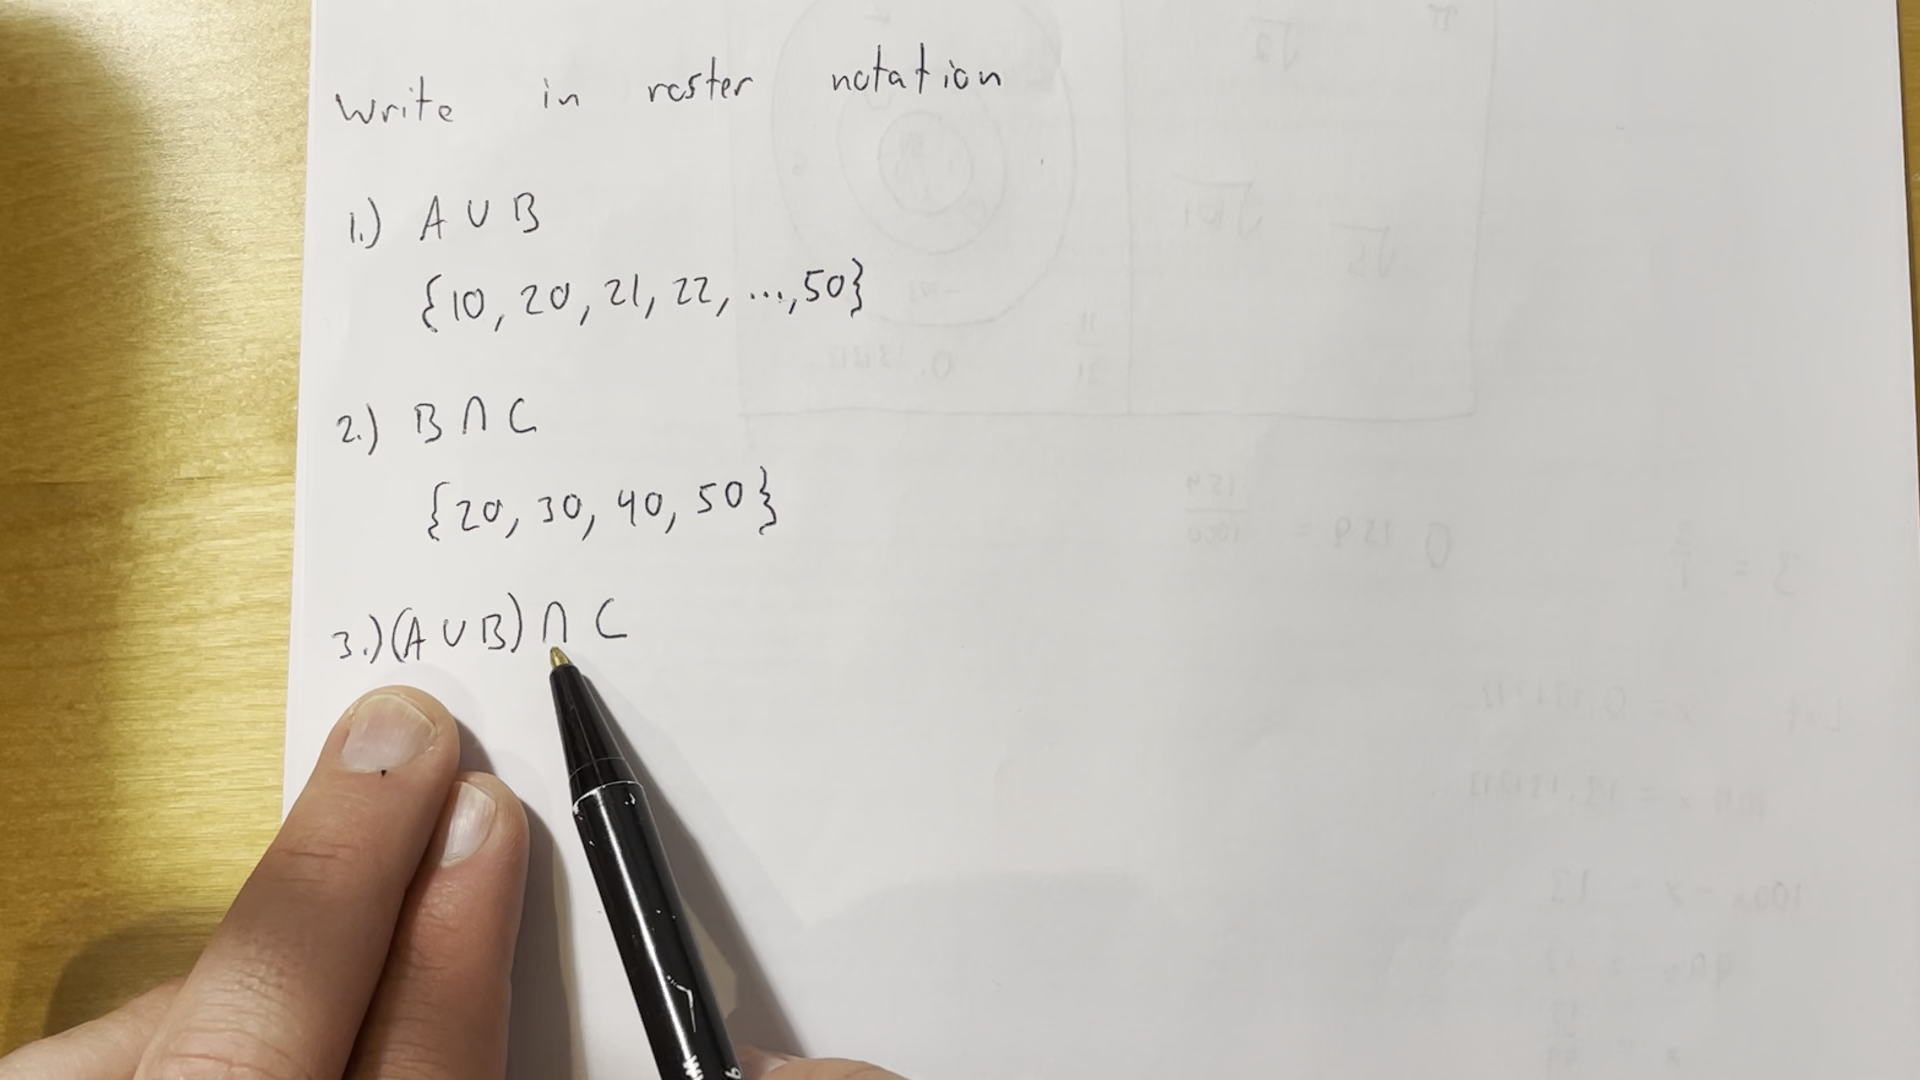 Write in roster notation
1.) A ∪ B
{10, 20, 21, 22, ..., 50}
2.) B ∩ C
{20, 30, 40, 50}
3.) (A ∪ B) ∩ C